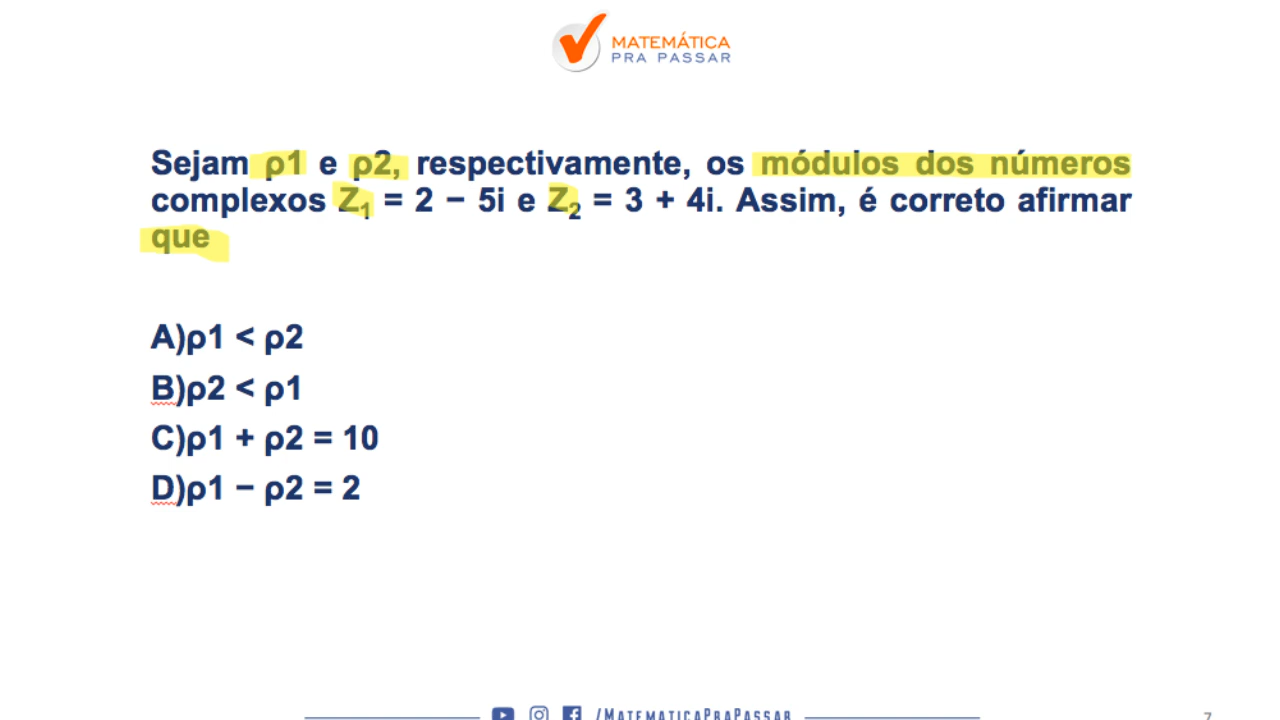 MATEMÁTICA
PRA PASSAR
Sejam ρ1 e ρ2, respectivamente, os módulos dos números
complexos Z₁ = 2 − 5i e Z₂ = 3 + 4i. Assim, é correto afirmar
que
A)ρ1 < ρ2
B)ρ2 < ρ1
C)ρ1 + ρ2 = 10
D)ρ1 − ρ2 = 2
/MATEMATICAPRAPASSAR
7